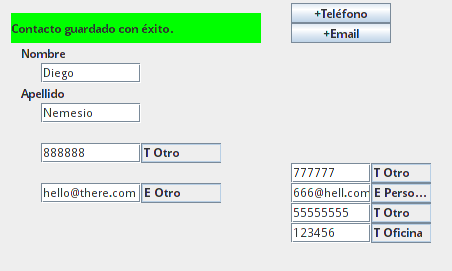 +Teléfono
Contacto guardado con éxito.
+Email
Nombre
Diego
Apellido
Nemesio
888888 T Otro
777777 T Otro
hello@there.com E Otro
666@hell.com E Perso...
55555555 T Otro
123456 T Oficina